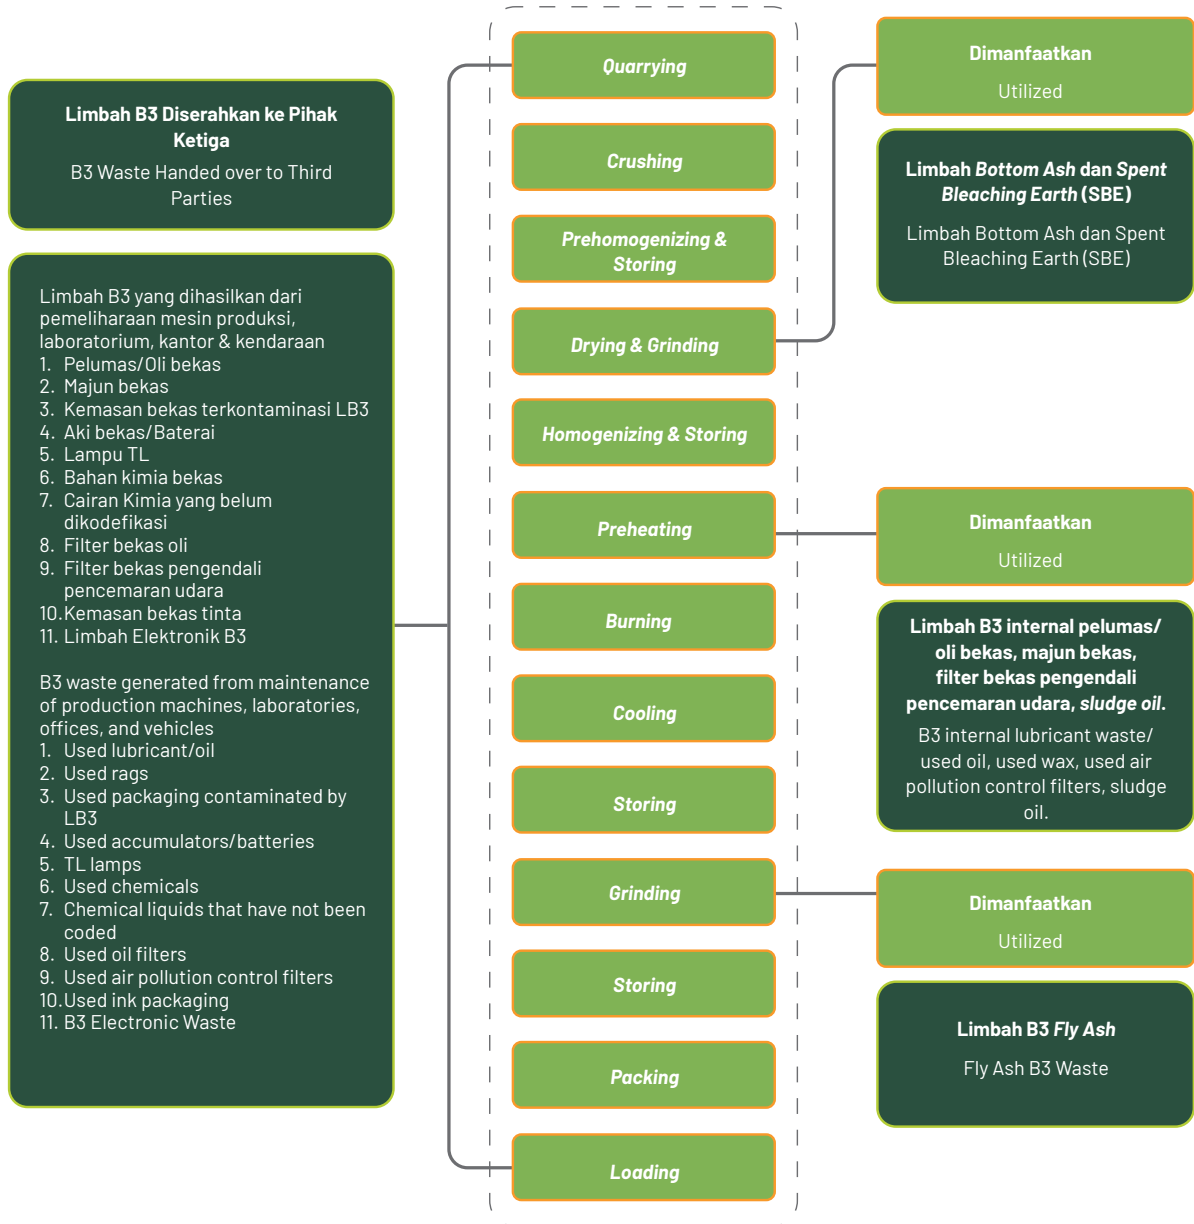 Limbah B3 Diserahkan ke Pihak
Ketiga
B3 Waste Handed over to Third
Parties
Limbah B3 yang dihasilkan dari
pemeliharaan mesin produksi,
laboratorium, kantor & kendaraan
1. Pelumas/Oli bekas
2. Majun bekas
3. Kemasan bekas terkontaminasi LB3
4. Aki bekas/Baterai
5. Lampu TL
6. Bahan kimia bekas
7. Cairan Kimia yang belum
dikodefikasi
8. Filter bekas oli
9. Filter bekas pengendali
pencemaran udara
10.Kemasan bekas tinta
11. Limbah Elektronik B3
B3 waste generated from maintenance
of production machines, laboratories,
offices, and vehicles
1. Used lubricant/oil
2. Used rags
3. Used packaging contaminated by
LB3
4. Used accumulators/batteries
5. TL lamps
6. Used chemicals
7. Chemical liquids that have not been
coded
8. Used oil filters
9. Used air pollution control filters
10.Used ink packaging
11. B3 Electronic Waste
Quarrying
Crushing
Prehomogenizing &
Storing
Drying & Grinding
Homogenizing & Storing
Preheating
Burning
Cooling
Storing
Grinding
Storing
Packing
Loading
Dimanfaatkan
Utilized
Limbah Bottom Ash dan Spent
Bleaching Earth (SBE)
Limbah Bottom Ash dan Spent
Bleaching Earth (SBE)
Dimanfaatkan
Utilized
Limbah B3 internal pelumas/
oli bekas, majun bekas,
filter bekas pengendali
pencemaran udara, sludge oil.
B3 internal lubricant waste/
used oil, used wax, used air
pollution control filters, sludge
oil.
Dimanfaatkan
Utilized
Limbah B3 Fly Ash
Fly Ash B3 Waste